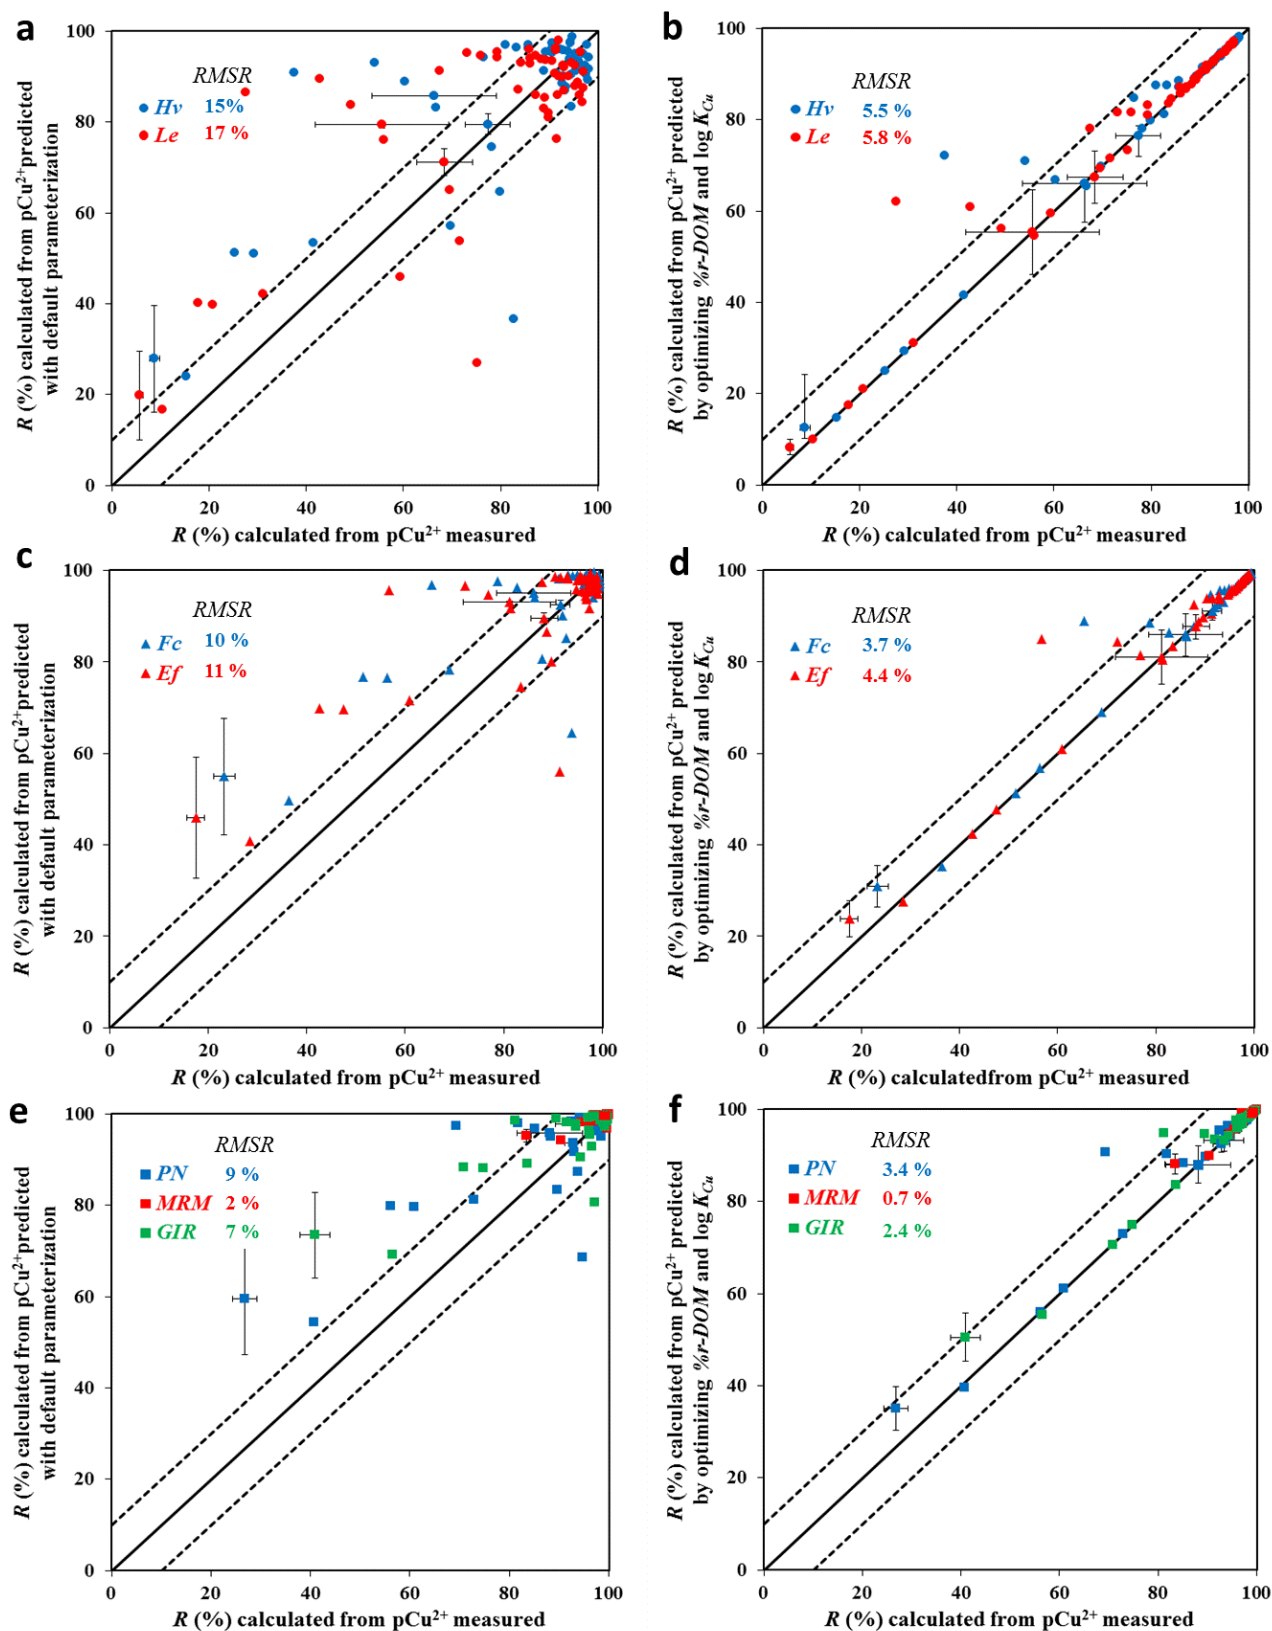 a
100
80
60
40
20
0
R (%) calculated from pCu²⁺predicted
with default parameterization
RMSR
Hv 15%
Le 17 %
0 20 40 60 80 100
R (%) calculated from pCu²⁺ measured
b
100
80
60
40
20
0
R (%) calculated from pCu²⁺ predicted
by optimizing %r-DOM and log K_Cu
RMSR
Hv 5.5 %
Le 5.8 %
0 20 40 60 80 100
R (%) calculated from pCu²⁺ measured
c
100
80
60
40
20
0
R (%) calculated from pCu²⁺predicted
with default parameterization
RMSR
Fc 10 %
Ef 11 %
0 20 40 60 80 100
R (%) calculated from pCu²⁺ measured
d
100
80
60
40
20
0
R (%) calculated from pCu²⁺ predicted
by optimizing %r-DOM and log K_Cu
RMSR
Fc 3.7 %
Ef 4.4 %
0 20 40 60 80 100
R (%) calculatedfrom pCu²⁺ measured
e
100
80
60
40
20
0
R (%) calculated from pCu²⁺predicted
with default parameterization
RMSR
PN 9 %
MRM 2 %
GIR 7 %
0 20 40 60 80 100
R (%) calculated from pCu²⁺ measured
f
100
80
60
40
20
0
R (%) calculated from pCu²⁺ predicted
by optimizing %r-DOM and log K_Cu
RMSR
PN 3.4 %
MRM 0.7 %
GIR 2.4 %
0 20 40 60 80 100
R (%) calculated from pCu²⁺ measured